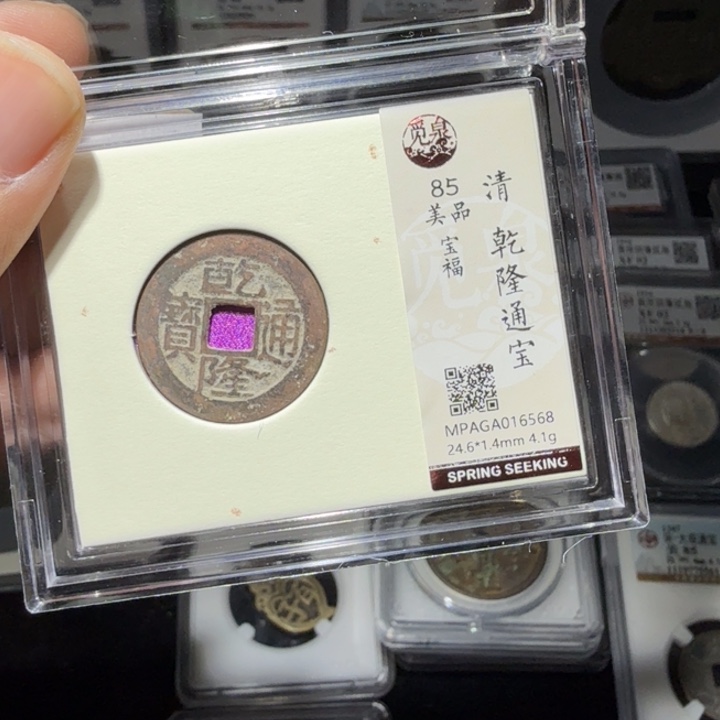 觅泉
85
美品
宝福
清 乾隆通宝
MPAGA016568
24.6*1.4mm 4.1g
SPRING SEEKING
乾隆通寶